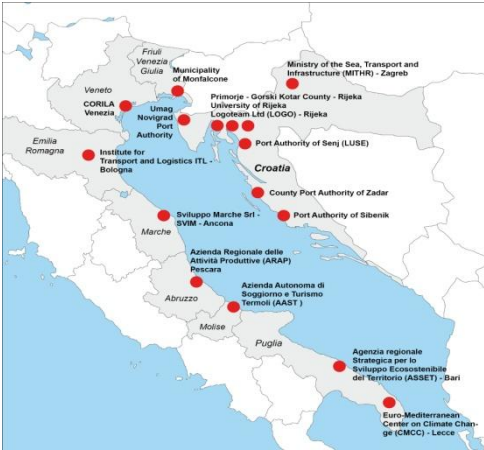 Friuli
Venezia
Giulia
Municipality
of Monfalcone
Ministry of the Sea, Transport and
Infrastructure (MITHR) - Zagreb
Veneto
CORILA
Venezia
Umag
Novigrad
Port
Authority
Primorje - Gorski Kotar County - Rijeka
University of Rijeka
Logoteam Ltd (LOGO) - Rijeka
Port Authority of Senj (LUSE)
Emilia
Romagna
Institute for
Transport and Logistics ITL -
Bologna
Croatia
County Port Authority of Zadar
Port Authority of Sibenik
Sviluppo Marche Srl -
SVIM - Ancona
Marche
Azienda Regionale delle
Attività Produttive (ARAP)
Pescara
Azienda Autonoma di
Soggiorno e Turismo
Termoli (AAST )
Abruzzo
Molise
Puglia
Agenzia regionale
Strategica per lo
Sviluppo Ecosostenibile
del Territorio (ASSET) - Bari
Euro-Mediterranean
Center on Climate Chan-
ge (CMCC) - Lecce